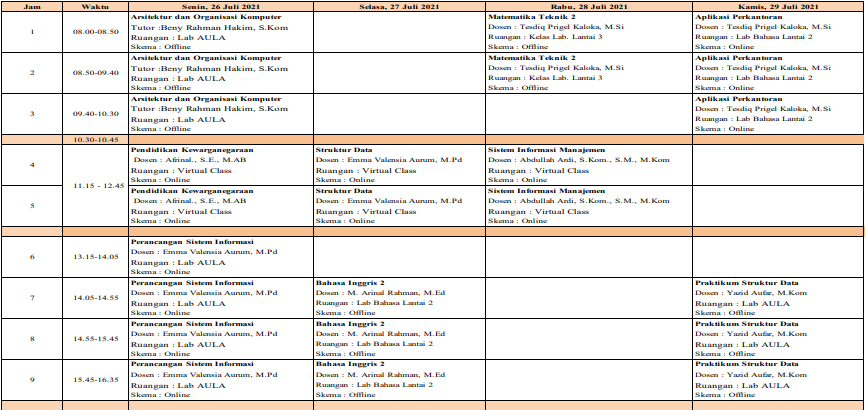 Jam Waktu Senin, 26 Juli 2021 Selasa, 27 Juli 2021 Rabu, 28 Juli 2021 Kamis, 29 Juli 2021
1 08.00-08.50
Arsitektur dan Organisasi Komputer
Tutor :Beny Rahman Hakim, S.Kom
Ruangan : Lab AULA
Skema : Offline
Matematika Teknik 2
Dosen : Tesdiq Prigel Kaloka, M.Si
Ruangan : Kelas Lab. Lantai 3
Skema : Offline
Aplikasi Perkantoran
Dosen : Tesdiq Prigel Kaloka, M.Si
Ruangan : Lab Bahasa Lantai 2
Skema : Online
2 08.50-09.40
Arsitektur dan Organisasi Komputer
Tutor :Beny Rahman Hakim, S.Kom
Ruangan : Lab AULA
Skema : Offline
Matematika Teknik 2
Dosen : Tesdiq Prigel Kaloka, M.Si
Ruangan : Kelas Lab. Lantai 3
Skema : Offline
Aplikasi Perkantoran
Dosen : Tesdiq Prigel Kaloka, M.Si
Ruangan : Lab Bahasa Lantai 2
Skema : Online
3 09.40-10.30
Arsitektur dan Organisasi Komputer
Tutor :Beny Rahman Hakim, S.Kom
Ruangan : Lab AULA
Skema : Offline
Aplikasi Perkantoran
Dosen : Tesdiq Prigel Kaloka, M.Si
Ruangan : Lab Bahasa Lantai 2
Skema : Online
10.30-10.45
4 11.15 - 12.45
Pendidikan Kewarganegaraan
Dosen : Afrinal., S.E., M.AB
Ruangan : Virtual Class
Skema : Online
Struktur Data
Dosen : Emma Valensia Aurum, M.Pd
Ruangan : Virtual Class
Skema : Online
Sistem Informasi Manajemen
Dosen : Abdullah Ardi, S.Kom., S.M., M.Kom
Ruangan : Virtual Class
Skema : Online
5
Pendidikan Kewarganegaraan
Dosen : Afrinal., S.E., M.AB
Ruangan : Virtual Class
Skema : Online
Struktur Data
Dosen : Emma Valensia Aurum, M.Pd
Ruangan : Virtual Class
Skema : Online
Sistem Informasi Manajemen
Dosen : Abdullah Ardi, S.Kom., S.M., M.Kom
Ruangan : Virtual Class
Skema : Online
6 13.15-14.05
Perancangan Sistem Informasi
Dosen : Emma Valensia Aurum, M.Pd
Ruangan : Lab AULA
Skema : Online
7 14.05-14.55
Perancangan Sistem Informasi
Dosen : Emma Valensia Aurum, M.Pd
Ruangan : Lab AULA
Skema : Online
Bahasa Inggris 2
Dosen : M. Arinal Rahman, M.Ed
Ruangan : Lab Bahasa Lantai 2
Skema : Offline
Praktikum Struktur Data
Dosen : Yazid Aufar, M.Kom
Ruangan : Lab AULA
Skema : Offline
8 14.55-15.45
Perancangan Sistem Informasi
Dosen : Emma Valensia Aurum, M.Pd
Ruangan : Lab AULA
Skema : Online
Bahasa Inggris 2
Dosen : M. Arinal Rahman, M.Ed
Ruangan : Lab Bahasa Lantai 2
Skema : Offline
Praktikum Struktur Data
Dosen : Yazid Aufar, M.Kom
Ruangan : Lab AULA
Skema : Offline
9 15.45-16.35
Perancangan Sistem Informasi
Dosen : Emma Valensia Aurum, M.Pd
Ruangan : Lab AULA
Skema : Online
Bahasa Inggris 2
Dosen : M. Arinal Rahman, M.Ed
Ruangan : Lab Bahasa Lantai 2
Skema : Offline
Praktikum Struktur Data
Dosen : Yazid Aufar, M.Kom
Ruangan : Lab AULA
Skema : Offline